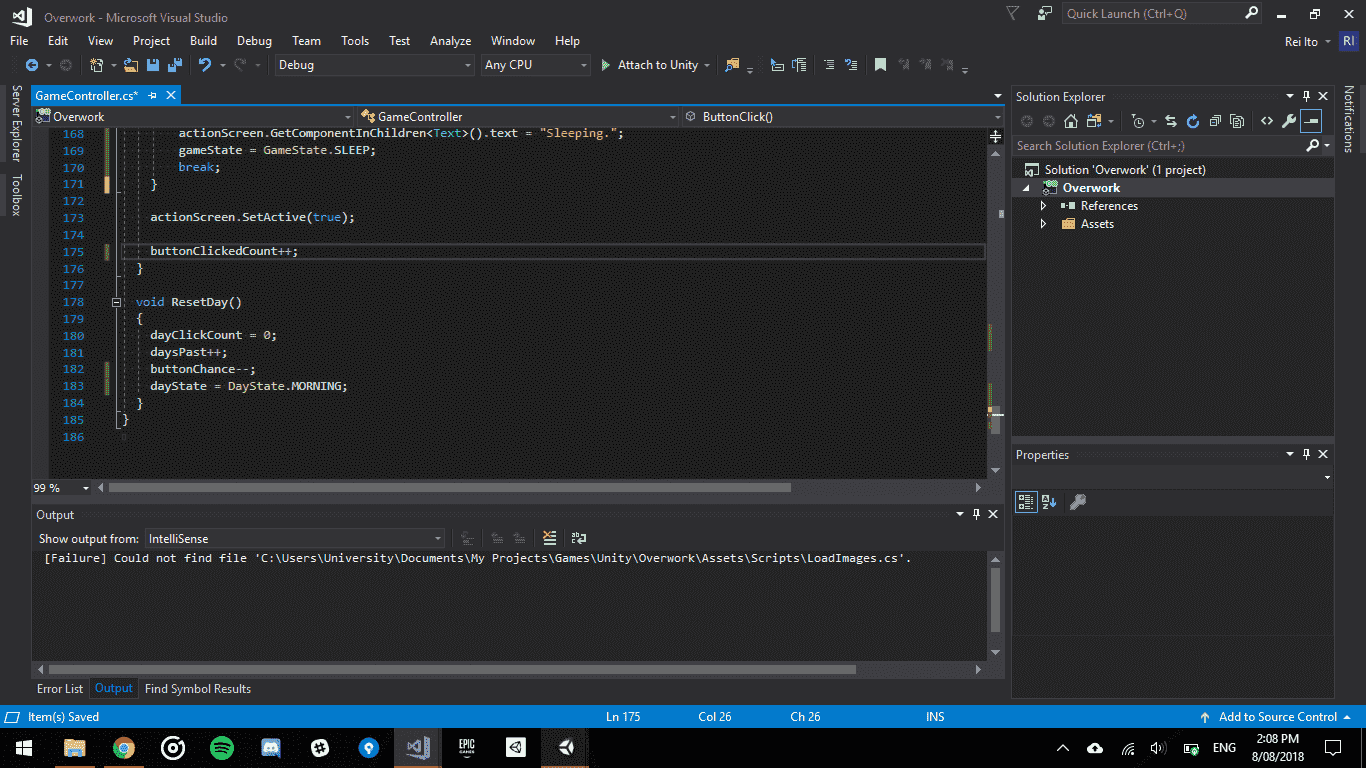 Overwork - Microsoft Visual Studio
Quick Launch (Ctrl+Q)
File Edit View Project Build Debug Team Tools Test Analyze Window Help
Rei Ito RI
Debug Any CPU Attach to Unity
Server Explorer
Toolbox
GameController.cs*
Overwork GameController ButtonClick()
168 actionScreen.GetComponentInChildren<Text>().text = "Sleeping.";
169 gameState = GameState.SLEEP;
170 break;
171 }
172
173 actionScreen.SetActive(true);
174
175 buttonClickedCount++;
176 }
177
178 void ResetDay()
179 {
180 dayClickCount = 0;
181 daysPast++;
182 buttonChance--;
183 dayState = DayState.MORNING;
184 }
185 }
186
99 %
Output
Show output from: IntelliSense
[Failure] Could not find file 'C:\Users\University\Documents\My Projects\Games\Unity\Overwork\Assets\Scripts\LoadImages.cs'.
Error List Output Find Symbol Results
Solution Explorer
Search Solution Explorer (Ctrl+;)
Solution 'Overwork' (1 project)
Overwork
References
Assets
Properties
Notifications
Item(s) Saved Ln 175 Col 26 Ch 26 INS Add to Source Control
EPIC GAMES
ENG
2:08 PM
8/08/2018